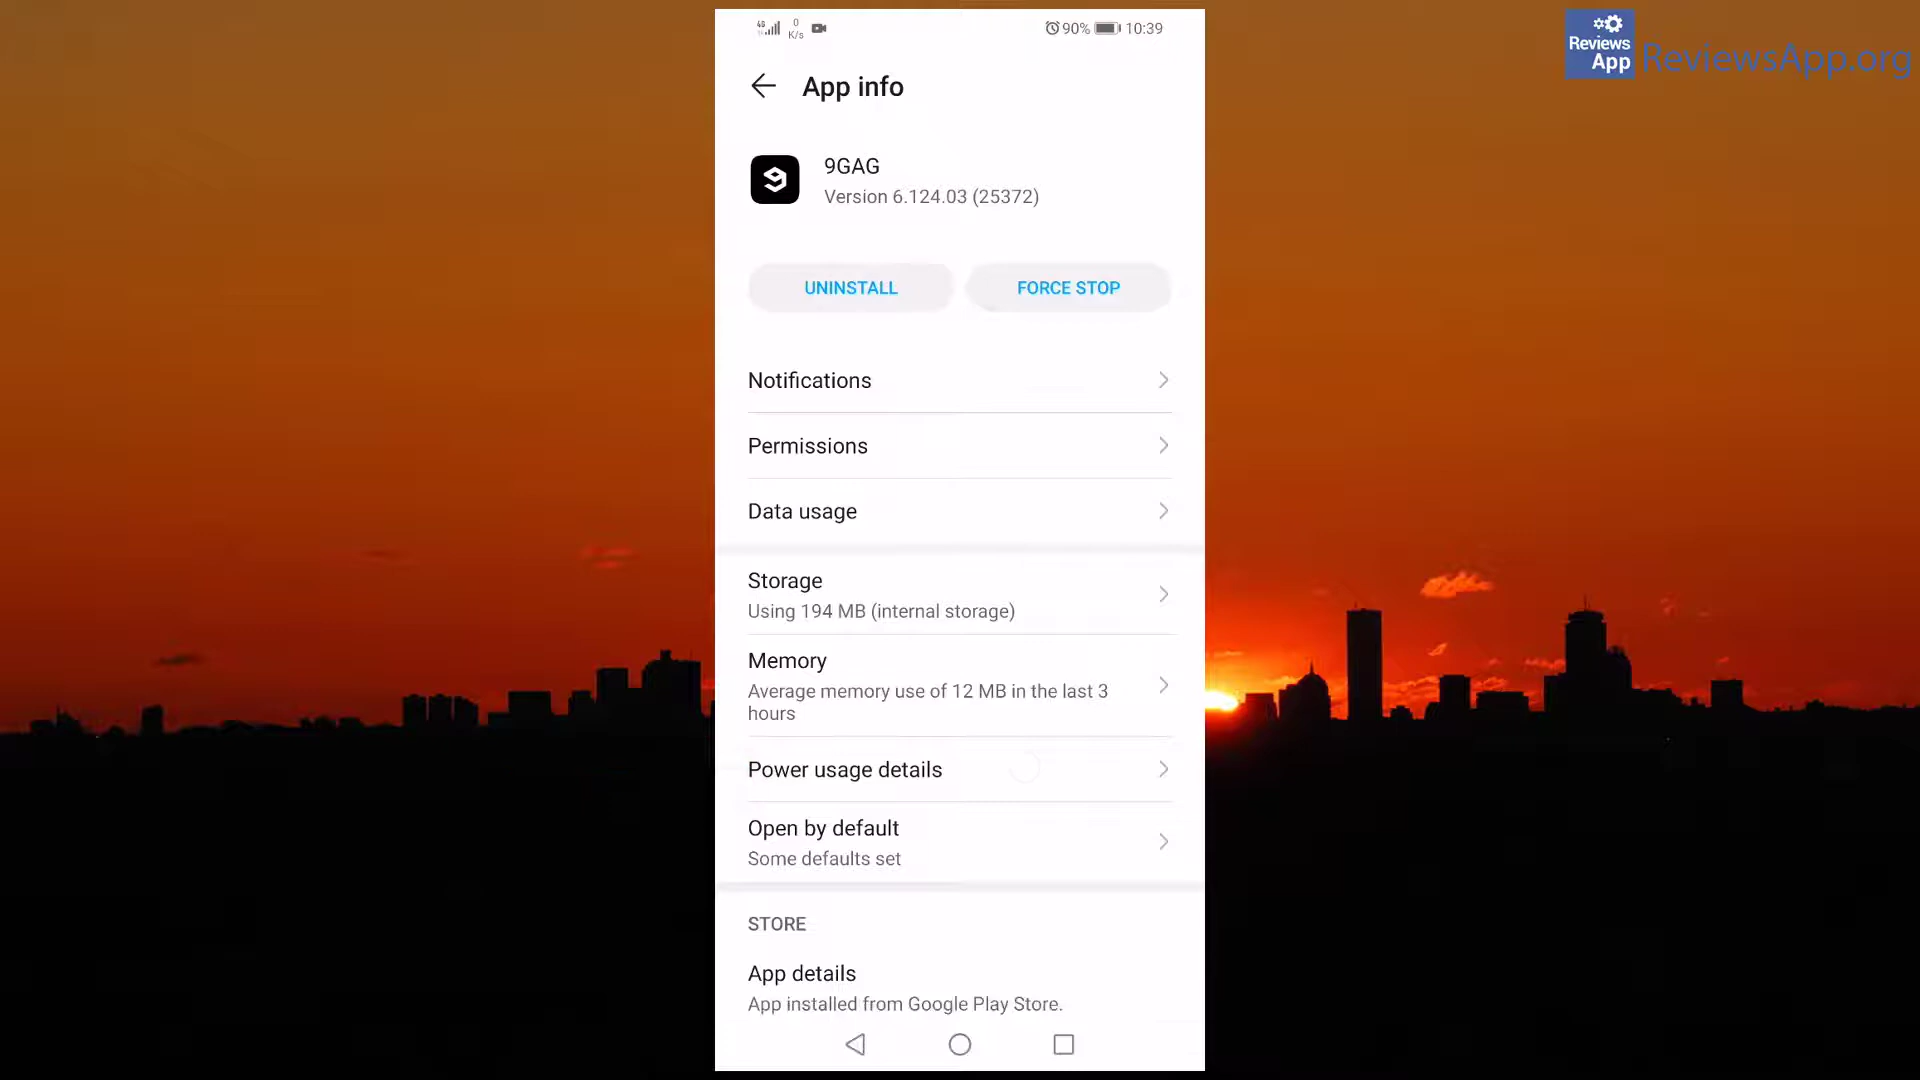 4G 0 K/s 90% 10:39
Reviews App ReviewsApp.org
App info
9GAG
Version 6.124.03 (25372)
UNINSTALL FORCE STOP
Notifications
Permissions
Data usage
Storage
Using 194 MB (internal storage)
Memory
Average memory use of 12 MB in the last 3
hours
Power usage details
Open by default
Some defaults set
STORE
App details
App installed from Google Play Store.